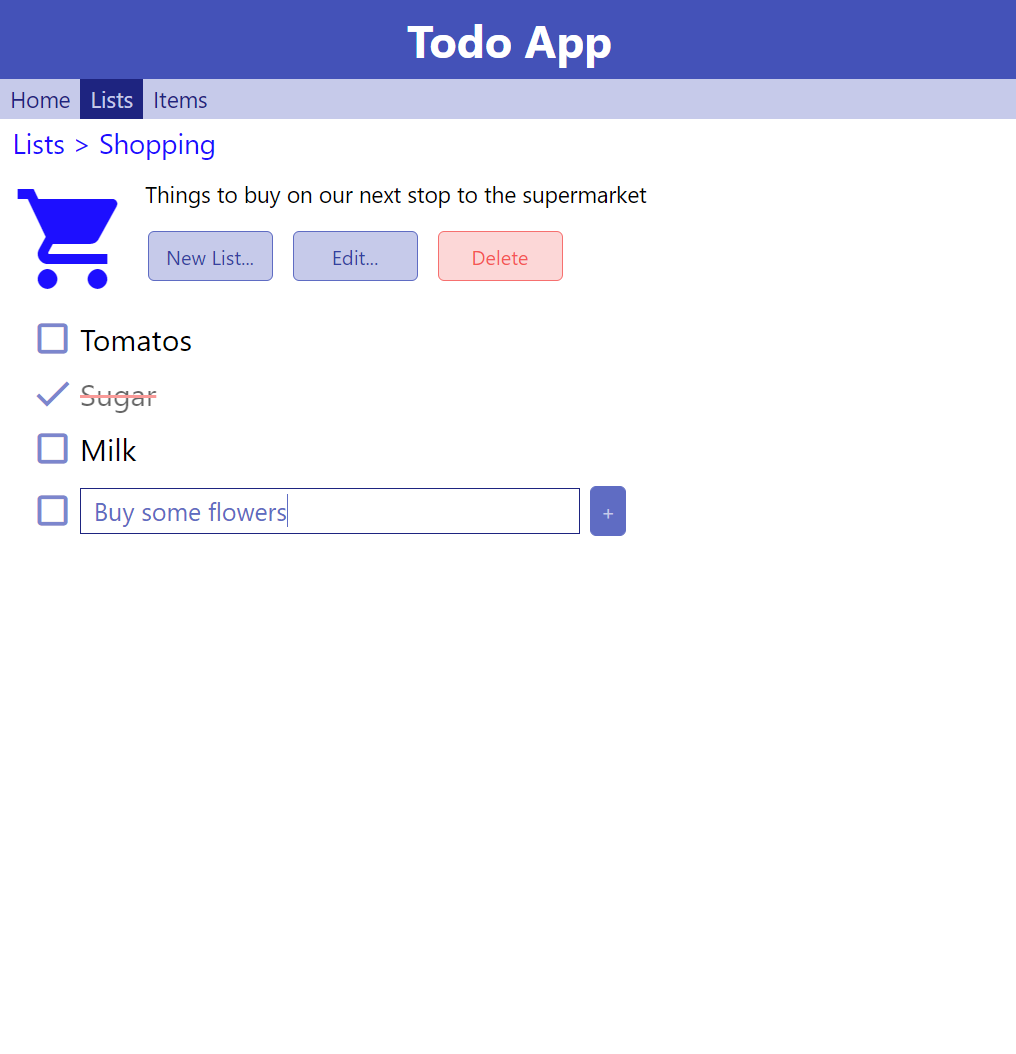 Todo App
Home Lists Items
Lists > Shopping
Things to buy on our next stop to the supermarket
New List... Edit... Delete
Tomatos
Sugar
Milk
Buy some flowers +